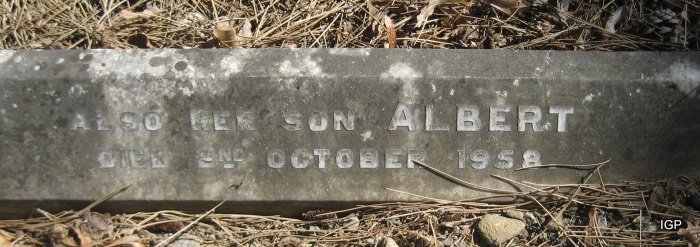 ALSO HER SON ALBERT
DIED 2ND OCTOBER 1958.
IGP